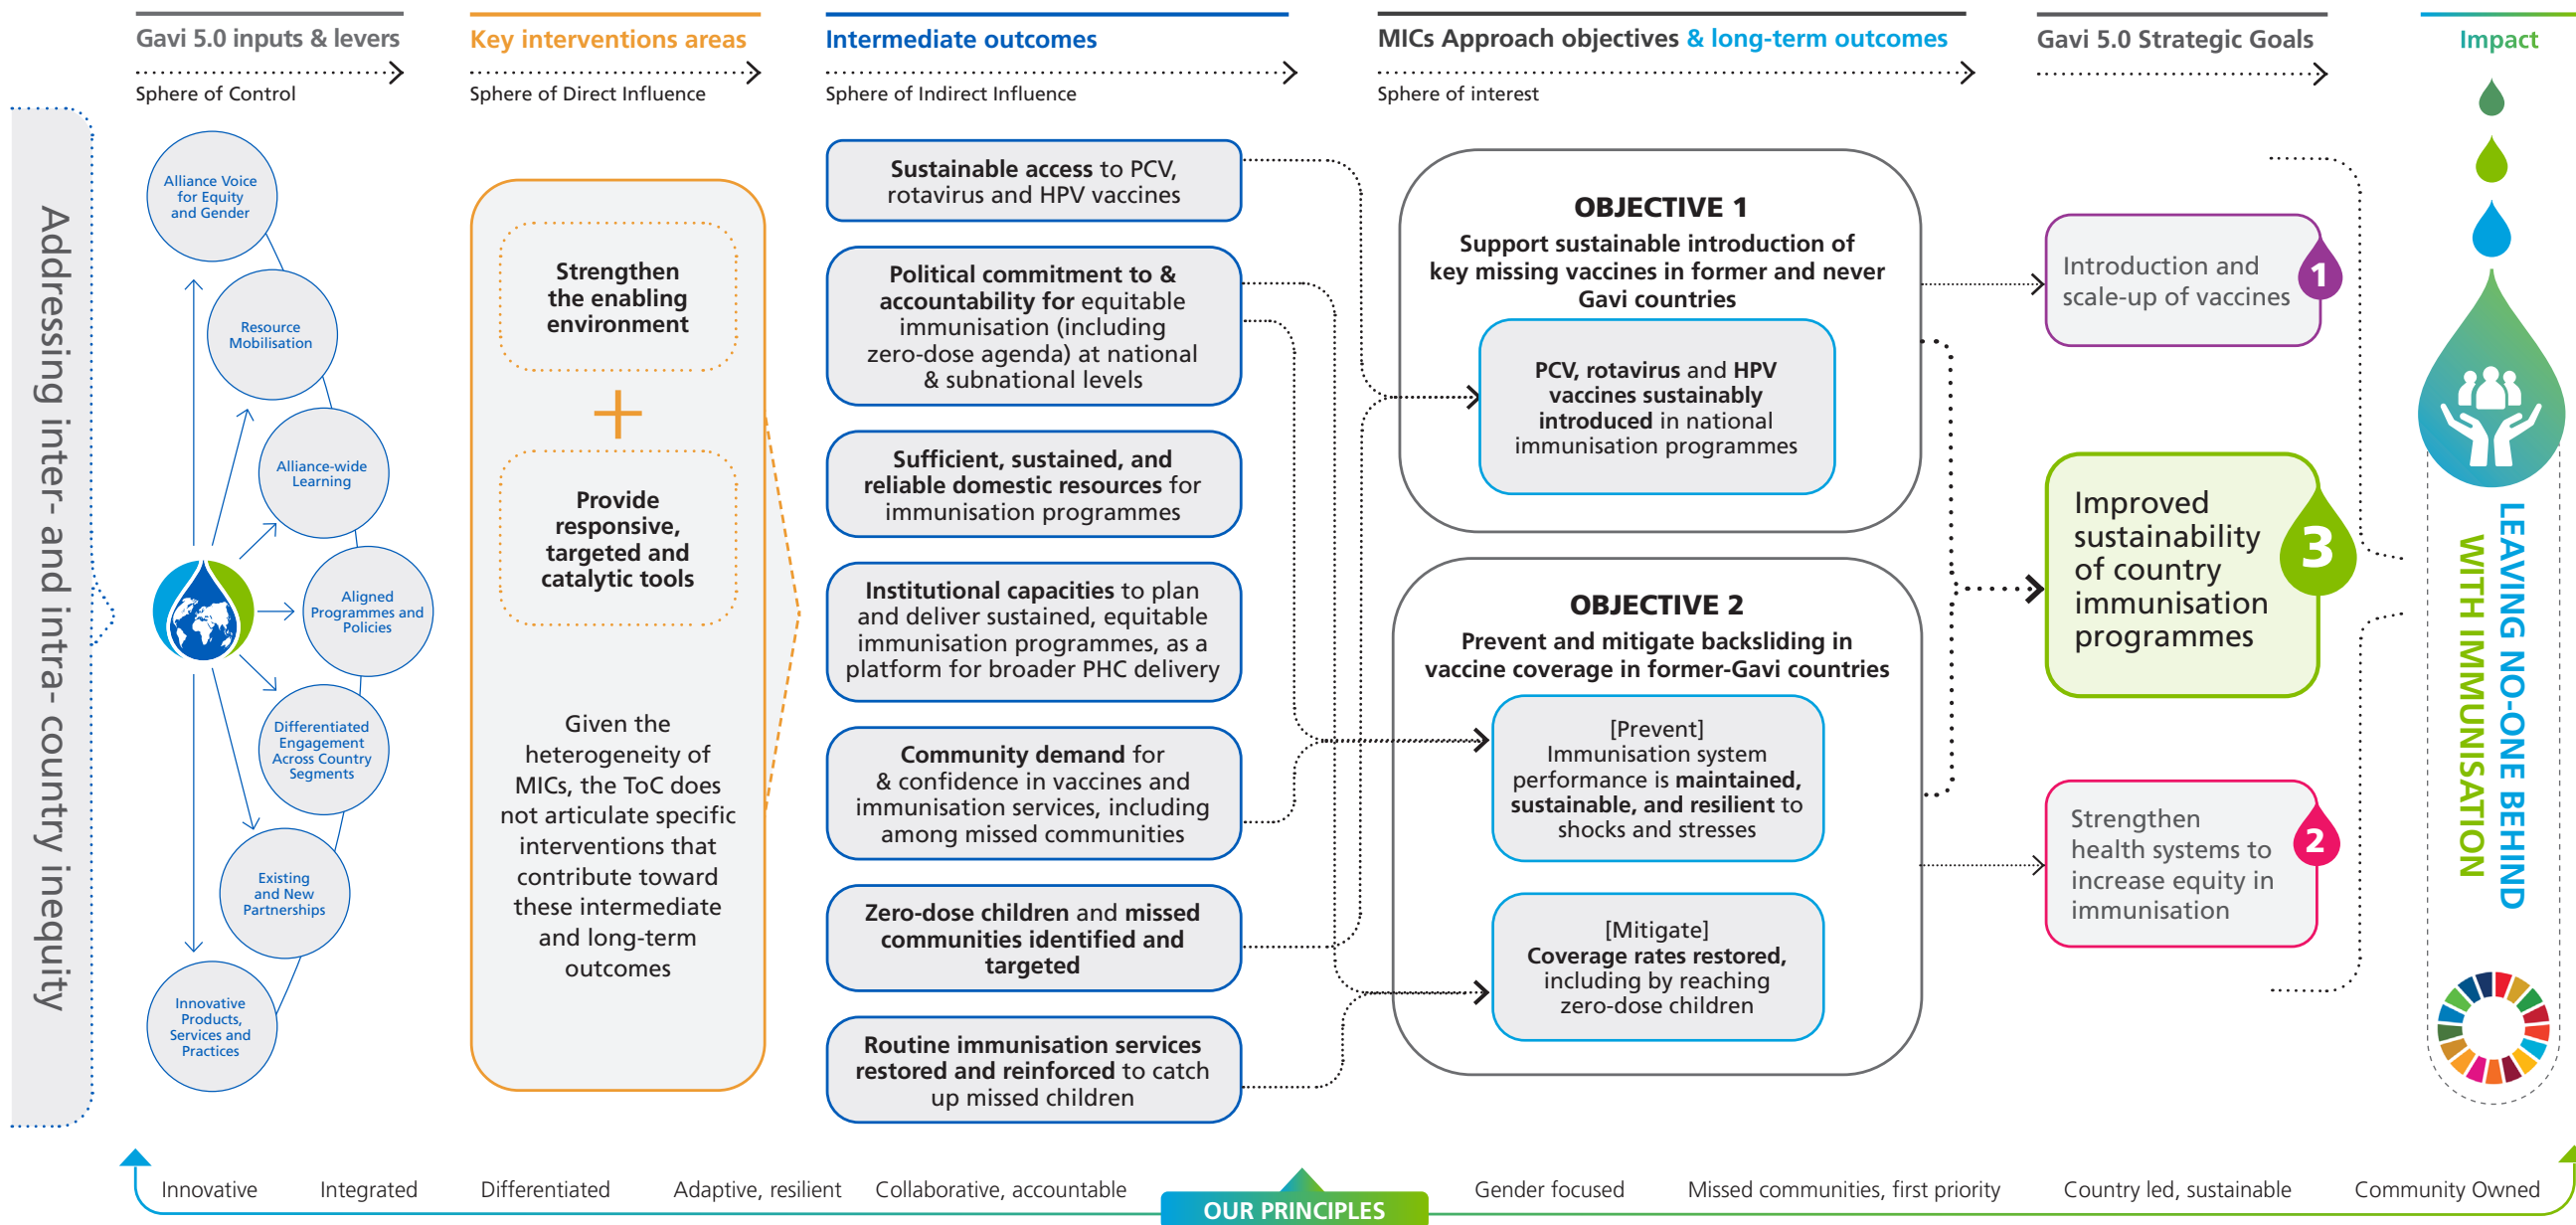 Gavi 5.0 inputs & levers
Sphere of Control
Key interventions areas
Sphere of Direct Influence
Intermediate outcomes
Sphere of Indirect Influence
MICs Approach objectives & long-term outcomes
Sphere of interest
Gavi 5.0 Strategic Goals
Impact
Addressing inter- and intra- country inequity
Alliance Voice
for Equity
and Gender
Resource
Mobilisation
Alliance-wide
Learning
Aligned
Programmes and
Policies
Differentiated
Engagement
Across Country
Segments
Existing
and New
Partnerships
Innovative
Products,
Services and
Practices
Strengthen
the enabling
environment
+
Provide
responsive,
targeted and
catalytic tools
Given the
heterogeneity of
MICs, the ToC does
not articulate specific
interventions that
contribute toward
these intermediate
and long-term
outcomes
Sustainable access to PCV,
rotavirus and HPV vaccines
Political commitment to &
accountability for equitable
immunisation (including
zero-dose agenda) at national
& subnational levels
Sufficient, sustained, and
reliable domestic resources for
immunisation programmes
Institutional capacities to plan
and deliver sustained, equitable
immunisation programmes, as a
platform for broader PHC delivery
Community demand for
& confidence in vaccines and
immunisation services, including
among missed communities
Zero-dose children and missed
communities identified and
targeted
Routine immunisation services
restored and reinforced to catch
up missed children
OBJECTIVE 1
Support sustainable introduction of
key missing vaccines in former and never
Gavi countries
PCV, rotavirus and HPV
vaccines sustainably
introduced in national
immunisation programmes
OBJECTIVE 2
Prevent and mitigate backsliding in
vaccine coverage in former-Gavi countries
[Prevent]
Immunisation system
performance is maintained,
sustainable, and resilient to
shocks and stresses
[Mitigate]
Coverage rates restored,
including by reaching
zero-dose children
Introduction and
scale-up of vaccines
1
Improved
sustainability
of country
immunisation
programmes
3
Strengthen
health systems to
increase equity in
immunisation
2
LEAVING NO-ONE BEHIND
WITH IMMUNISATION
Innovative
Integrated
Differentiated
Adaptive, resilient
Collaborative, accountable
OUR PRINCIPLES
Gender focused
Missed communities, first priority
Country led, sustainable
Community Owned